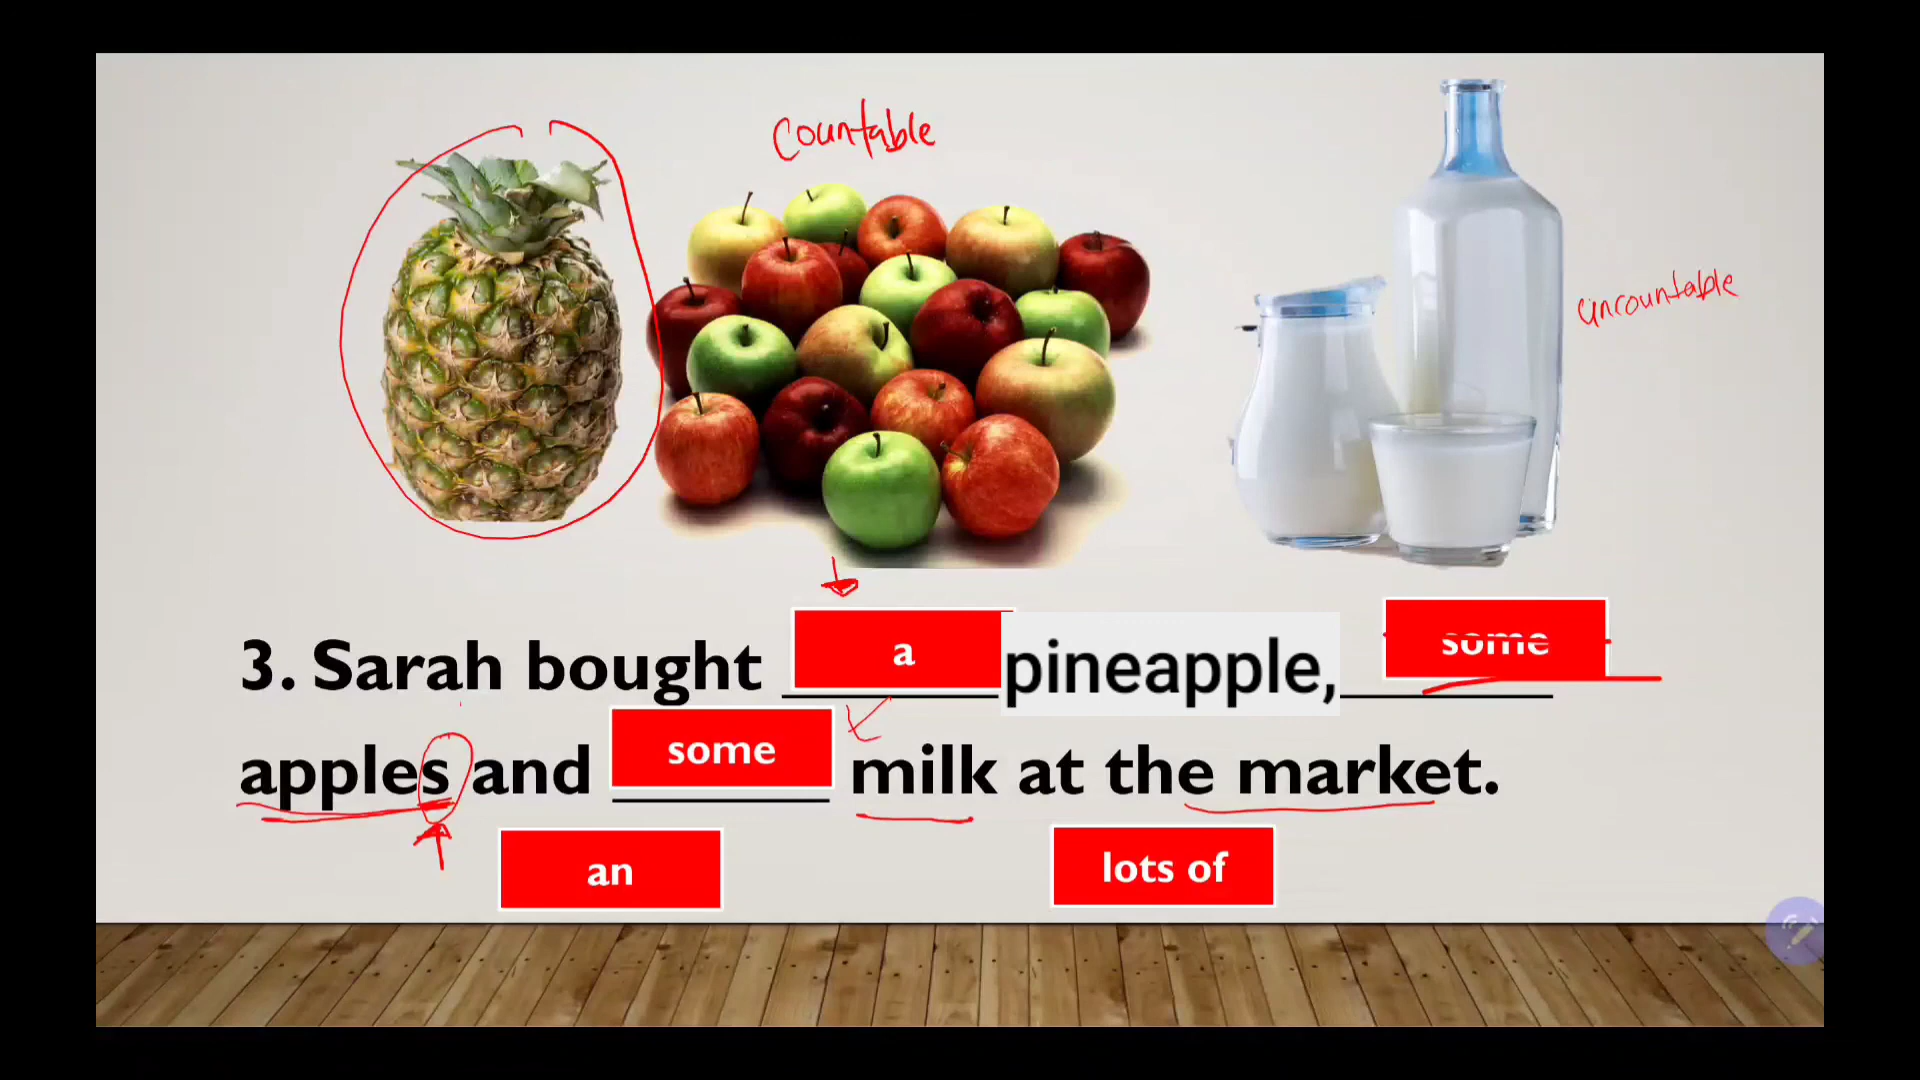 Countable
uncountable
3. Sarah bought a pineapple, some
apples and some milk at the market.
an
lots of